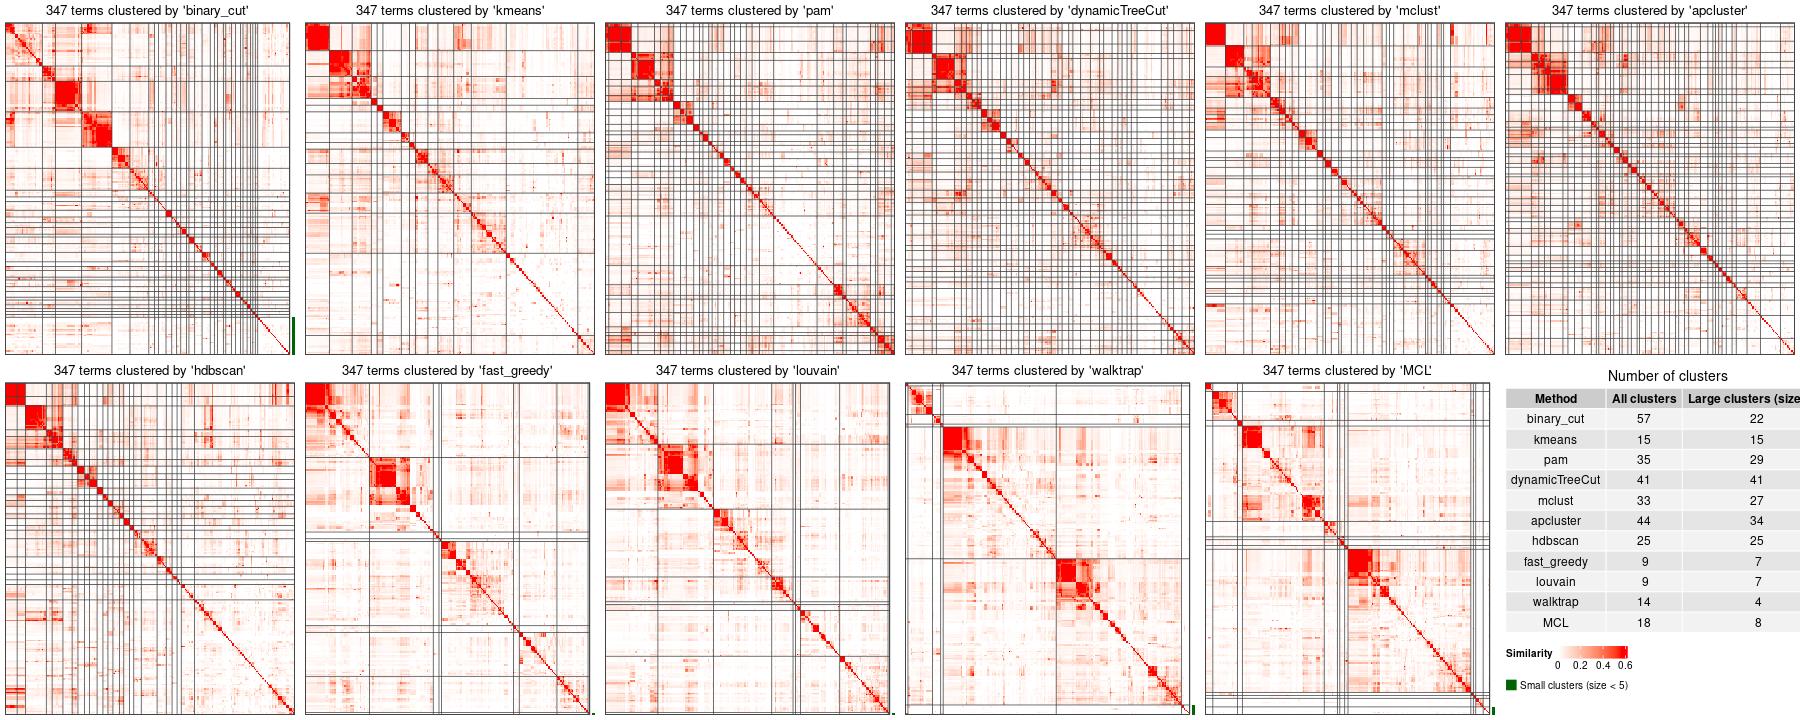 347 terms clustered by 'binary_cut'
347 terms clustered by 'kmeans'
347 terms clustered by 'pam'
347 terms clustered by 'dynamicTreeCut'
347 terms clustered by 'mclust'
347 terms clustered by 'apcluster'
347 terms clustered by 'hdbscan'
347 terms clustered by 'fast_greedy'
347 terms clustered by 'louvain'
347 terms clustered by 'walktrap'
347 terms clustered by 'MCL'
Number of clusters
Method All clusters Large clusters (size
binary_cut 57 22
kmeans 15 15
pam 35 29
dynamicTreeCut 41 41
mclust 33 27
apcluster 44 34
hdbscan 25 25
fast_greedy 9 7
louvain 9 7
walktrap 14 4
MCL 18 8
Similarity
0 0.2 0.4 0.6
Small clusters (size < 5)